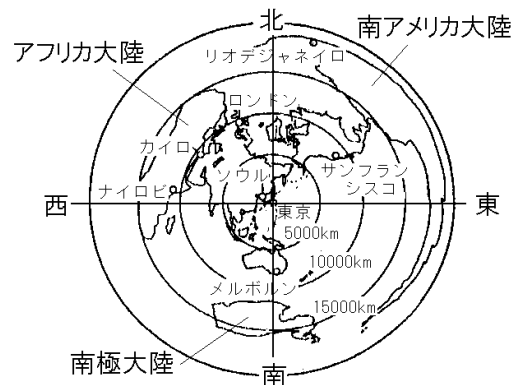 北
南アメリカ大陸
アフリカ大陸
リオデジャネイロ
ロンドン
カイロ
ソウル
サンフラン
シスコ
ナイロビ
西
東京
東
5000km
10000km
メルボルン
15000km
南極大陸
南